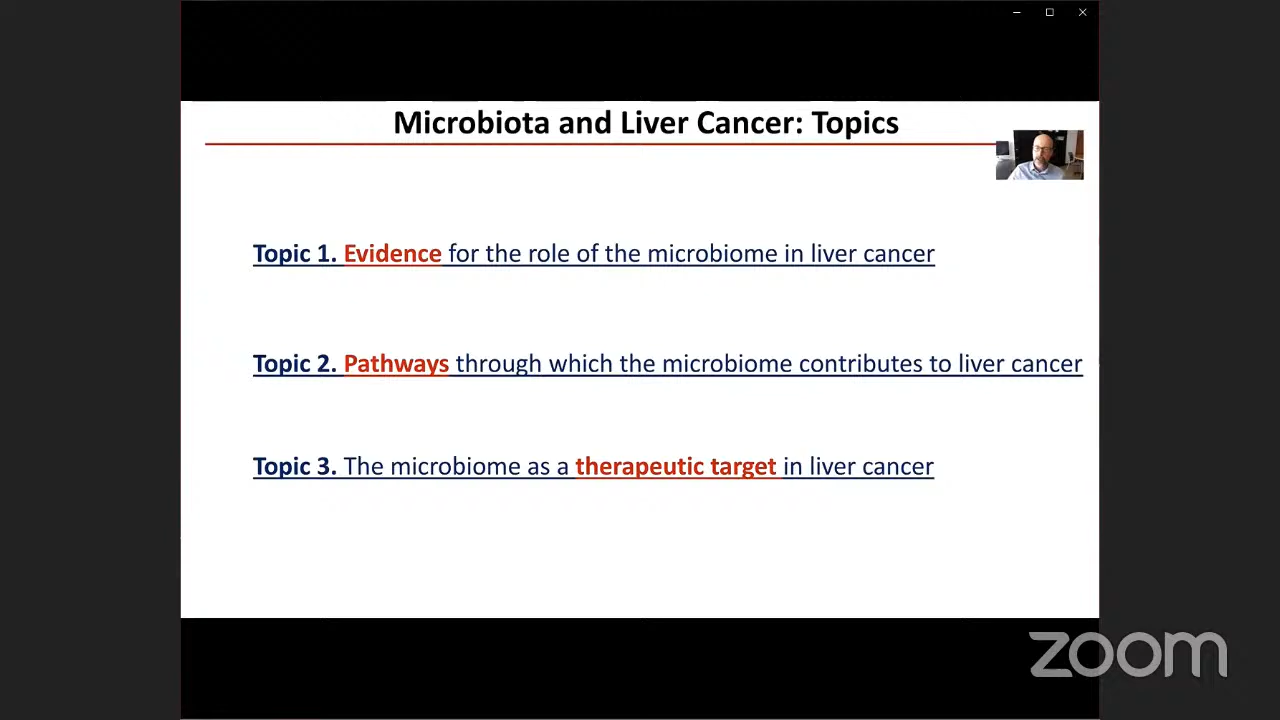 Microbiota and Liver Cancer: Topics
Topic 1. Evidence for the role of the microbiome in liver cancer
Topic 2. Pathways through which the microbiome contributes to liver cancer
Topic 3. The microbiome as a therapeutic target in liver cancer
zoom